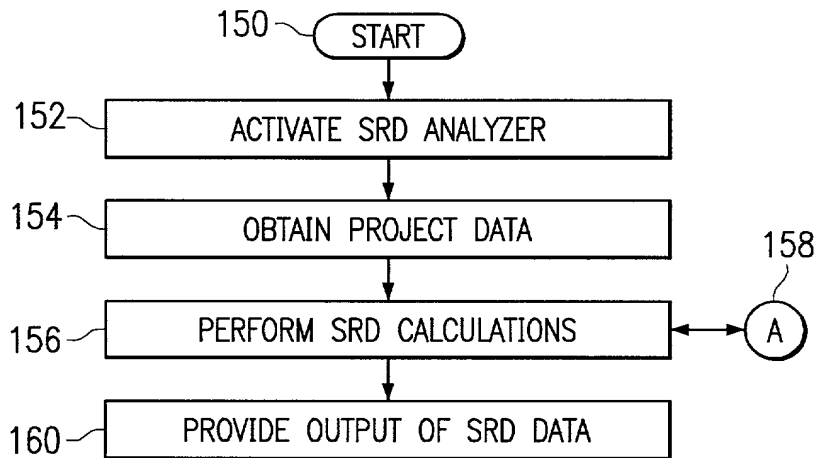 150
START
152
ACTIVATE SRD ANALYZER
154
OBTAIN PROJECT DATA
158
156
PERFORM SRD CALCULATIONS
A
160
PROVIDE OUTPUT OF SRD DATA